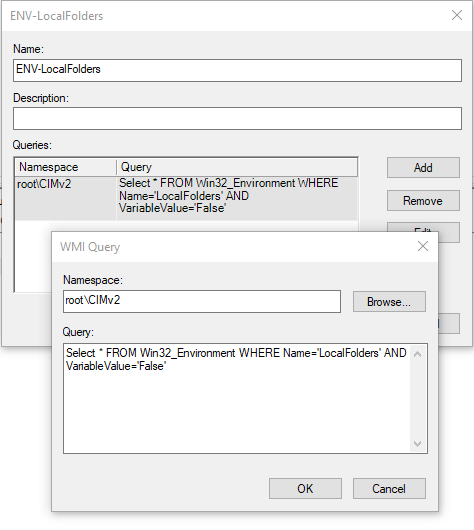 ENV-LocalFolders
Name:
ENV-LocalFolders
Description:
Queries:
Namespace Query
root\CIMv2 Select * FROM Win32_Environment WHERE
Name='LocalFolders' AND
VariableValue='False'
Add
Remove
Edit
WMI Query
Namespace:
root\CIMv2
Browse...
Query:
Select * FROM Win32_Environment WHERE Name='LocalFolders' AND
VariableValue='False'
OK Cancel